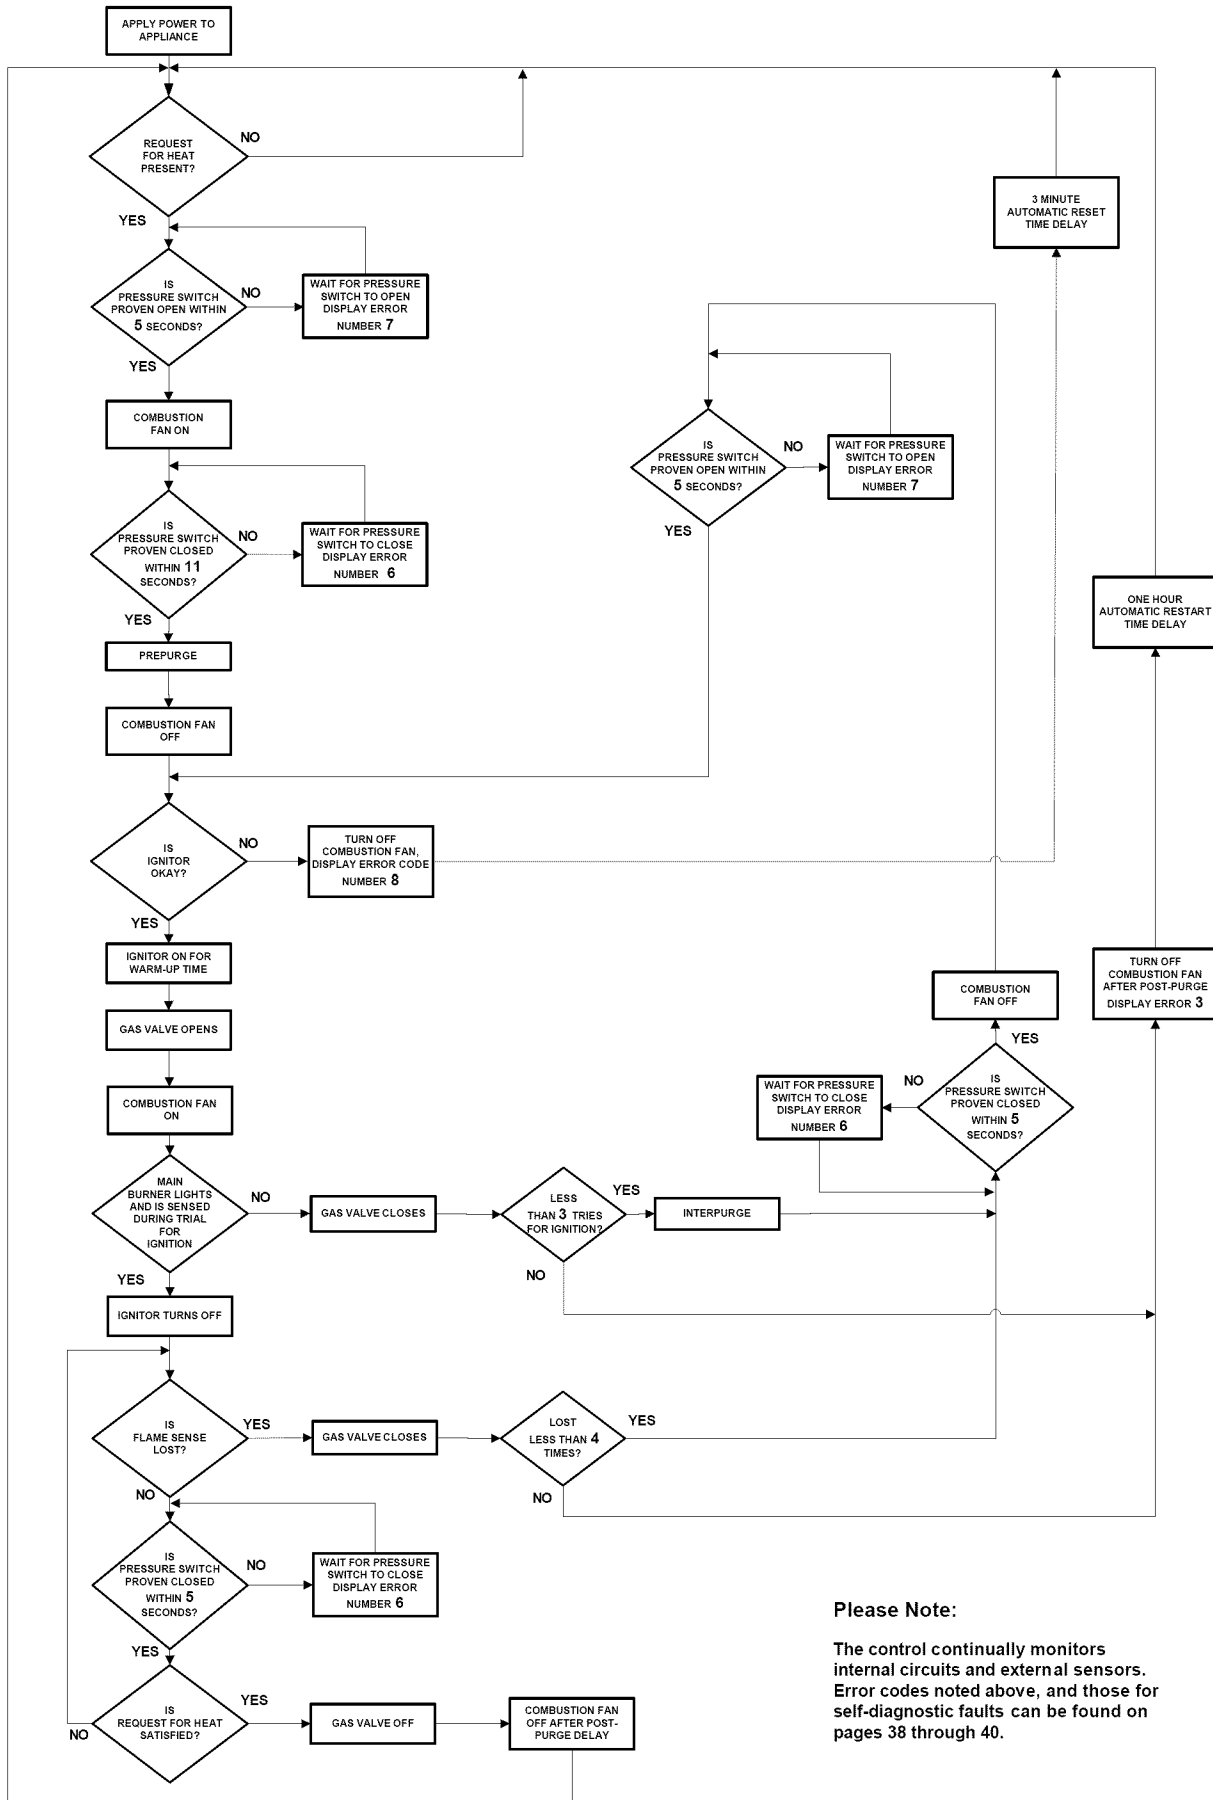 APPLY POWER TO
APPLIANCE
REQUEST
FOR HEAT
PRESENT?
NO
YES
3 MINUTE
AUTOMATIC RESET
TIME DELAY
IS
PRESSURE SWITCH
PROVEN OPEN WITHIN
5 SECONDS?
NO
WAIT FOR PRESSURE
SWITCH TO OPEN
DISPLAY ERROR
NUMBER 7
YES
COMBUSTION
FAN ON
IS
PRESSURE SWITCH
PROVEN OPEN WITHIN
5 SECONDS?
NO
WAIT FOR PRESSURE
SWITCH TO OPEN
DISPLAY ERROR
NUMBER 7
YES
IS
PRESSURE SWITCH
PROVEN CLOSED
WITHIN 11
SECONDS?
NO
WAIT FOR PRESSURE
SWITCH TO CLOSE
DISPLAY ERROR
NUMBER 6
YES
ONE HOUR
AUTOMATIC RESTART
TIME DELAY
PREPURGE
COMBUSTION FAN
OFF
IS
IGNITOR
OKAY?
NO
TURN OFF
COMBUSTION FAN,
DISPLAY ERROR CODE
NUMBER 8
YES
IGNITOR ON FOR
WARM-UP TIME
GAS VALVE OPENS
COMBUSTION
FAN OFF
TURN OFF
COMBUSTION FAN
AFTER POST-PURGE
DISPLAY ERROR 3
YES
COMBUSTION FAN
ON
WAIT FOR PRESSURE
SWITCH TO CLOSE
DISPLAY ERROR
NUMBER 6
NO
IS
PRESSURE SWITCH
PROVEN CLOSED
WITHIN 5
SECONDS?
MAIN
BURNER LIGHTS
AND IS SENSED
DURING TRIAL
FOR
IGNITION
NO
GAS VALVE CLOSES
LESS
THAN 3 TRIES
FOR IGNITION?
YES
INTERPURGE
NO
YES
IGNITOR TURNS OFF
IS
FLAME SENSE
LOST?
YES
GAS VALVE CLOSES
LOST
LESS THAN 4
TIMES?
YES
NO
NO
IS
PRESSURE SWITCH
PROVEN CLOSED
WITHIN 5
SECONDS?
NO
WAIT FOR PRESSURE
SWITCH TO CLOSE
DISPLAY ERROR
NUMBER 6
YES
IS
REQUEST FOR HEAT
SATISFIED?
NO
YES
GAS VALVE OFF
COMBUSTION FAN
OFF AFTER POST-
PURGE DELAY
Please Note:
The control continually monitors
internal circuits and external sensors.
Error codes noted above, and those for
self-diagnostic faults can be found on
pages 38 through 40.